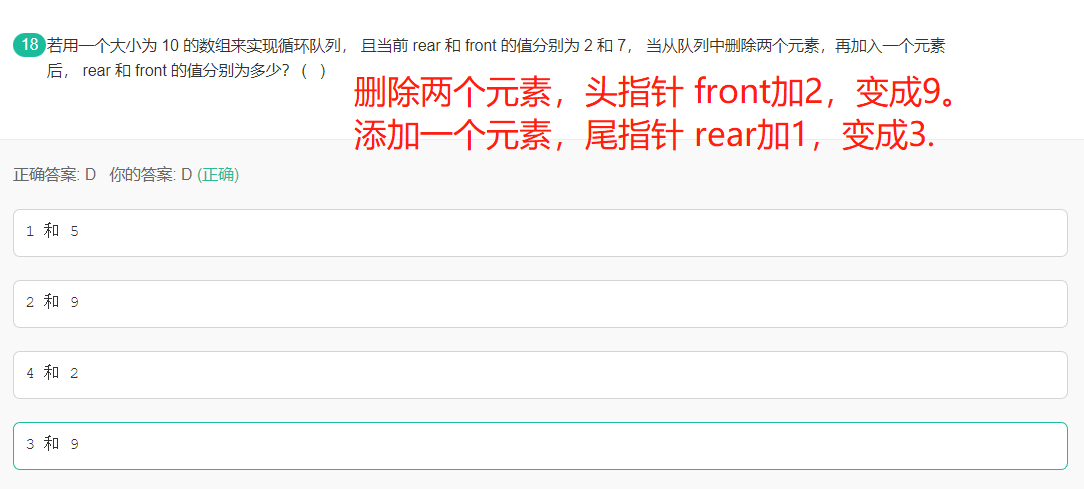 18 若用一个大小为 10 的数组来实现循环队列， 且当前 rear 和 front 的值分别为 2 和 7， 当从队列中删除两个元素，再加入一个元素
后， rear 和 front 的值分别为多少？（ ）
删除两个元素，头指针 front加2，变成9。
添加一个元素，尾指针 rear加1，变成3.
正确答案: D 你的答案: D (正确)
1 和 5
2 和 9
4 和 2
3 和 9